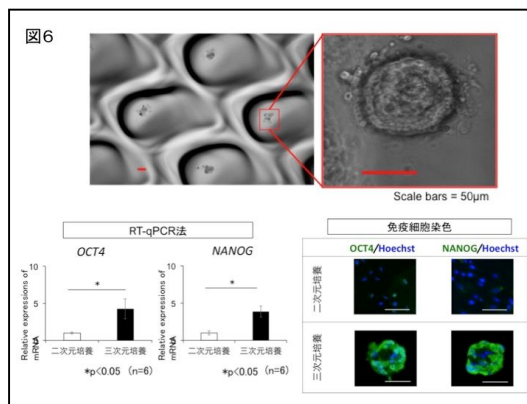 図6
Scale bars = 50μm
RT-qPCR法
OCT4
NANOG
Relative expressions of mRNA
10
5
0
二次元培養 三次元培養
*
*p<0.05 (n=6)
Relative expressions of mRNA
10
5
0
二次元培養 三次元培養
*
*p<0.05 (n=6)
免疫細胞染色
OCT4/Hoechst
NANOG/Hoechst
二次元培養
三次元培養